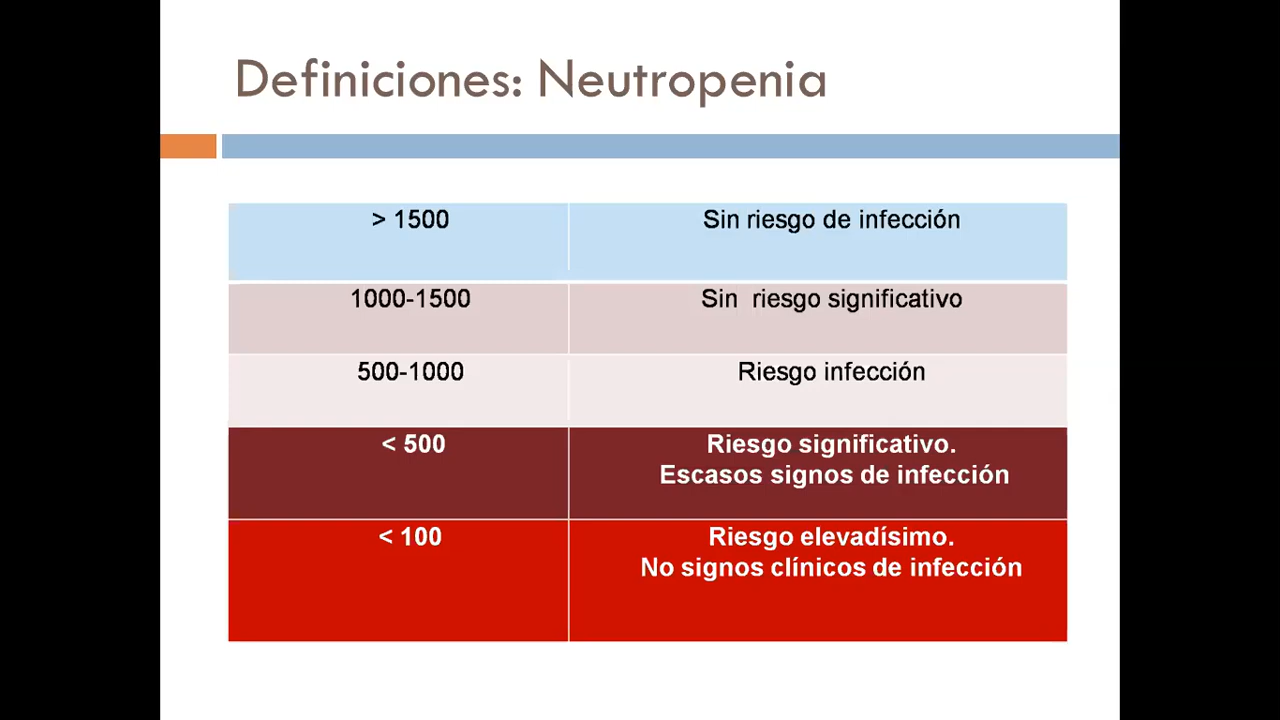 Definiciones: Neutropenia
> 1500 Sin riesgo de infección
1000-1500 Sin riesgo significativo
500-1000 Riesgo infección
< 500 Riesgo significativo.
Escasos signos de infección
< 100 Riesgo elevadísimo.
No signos clínicos de infección